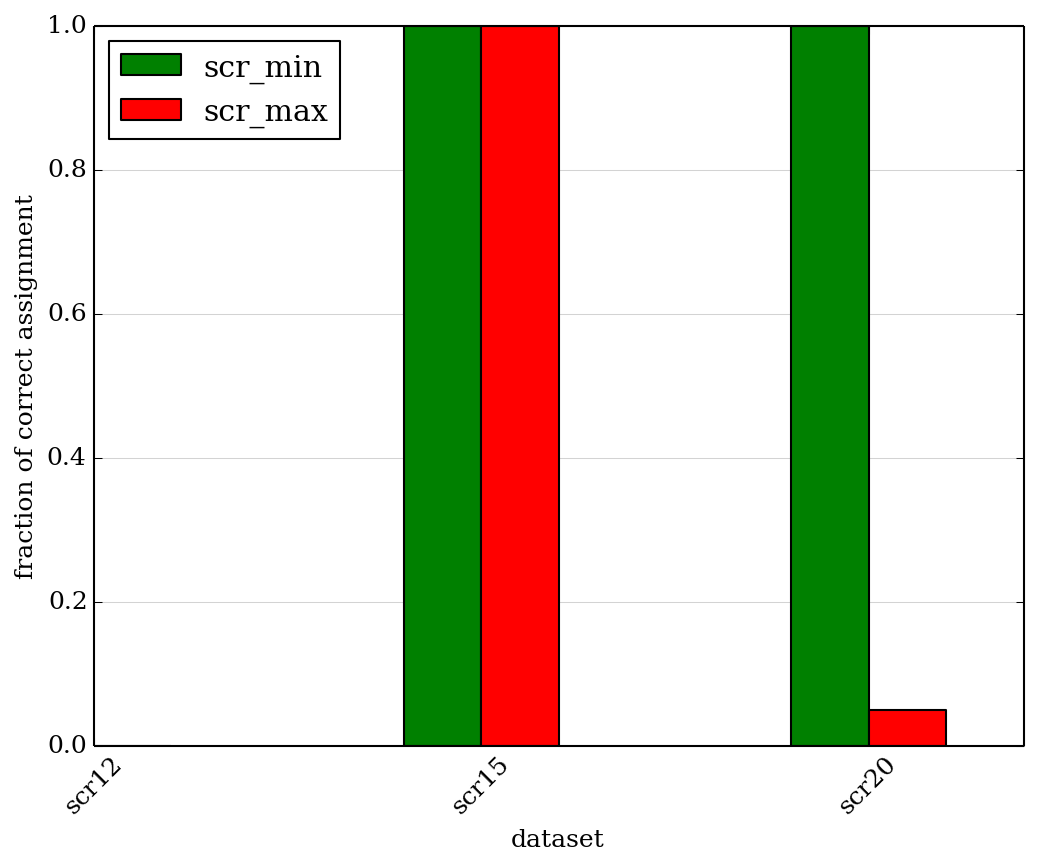 1.0
scr_min
scr_max
0.8
0.6
0.4
0.2
0.0
fraction of correct assignment
scr12
scr15
scr20
dataset